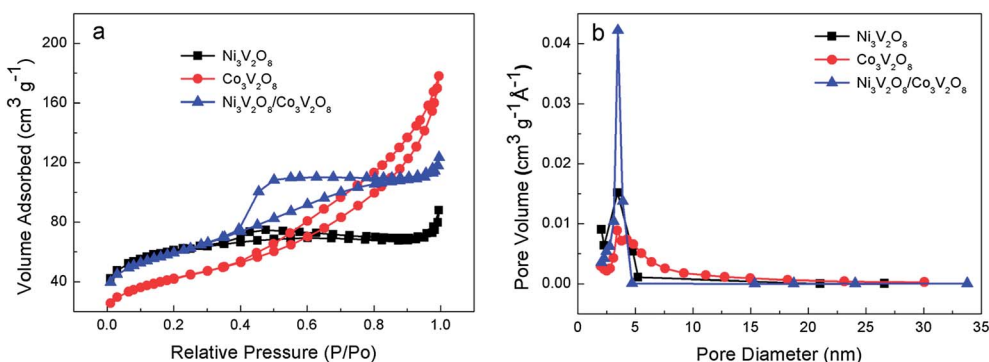 a
Ni₃V₂O₈
Co₃V₂O₈
Ni₃V₂O₈/Co₃V₂O₈
Volume Adsorbed (cm³ g⁻¹)
200
160
120
80
40
0.0 0.2 0.4 0.6 0.8 1.0
Relative Pressure (P/Po)
b
Ni₃V₂O₈
Co₃V₂O₈
Ni₃V₂O₈/Co₃V₂O₈
Pore Volume (cm³ g⁻¹Å⁻¹)
0.04
0.03
0.02
0.01
0.00
0 5 10 15 20 25 30 35
Pore Diameter (nm)